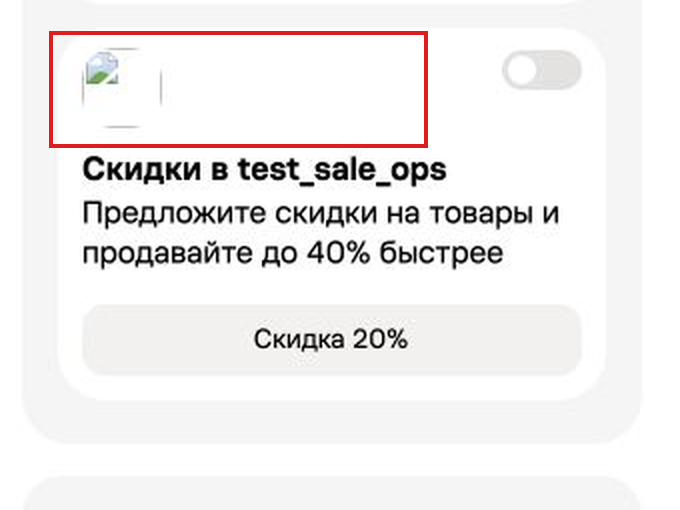 Скидки в test_sale_ops
Предложите скидки на товары и
продавайте до 40% быстрее
Скидка 20%